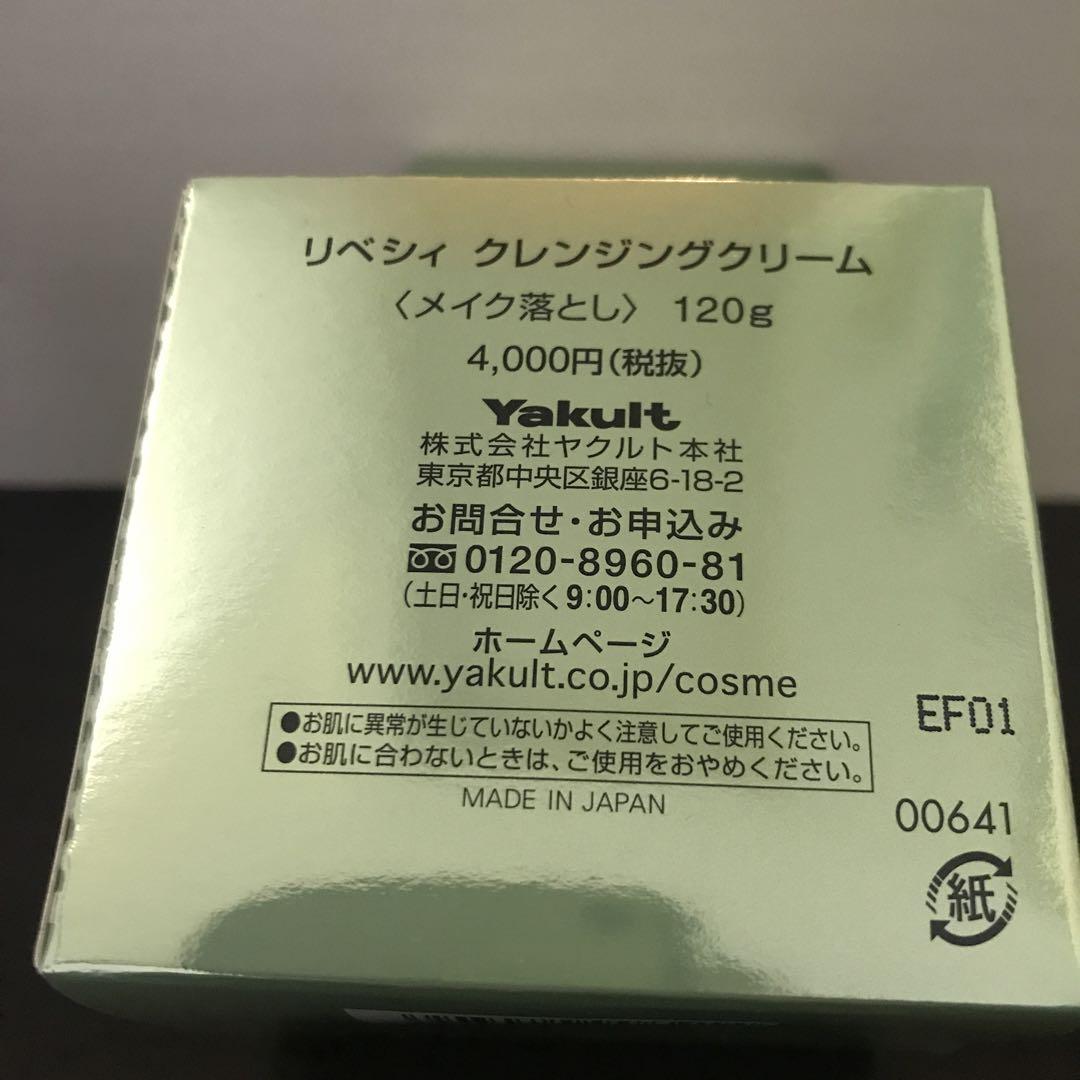 リベシィ クレンジングクリーム
〈メイク落とし〉 120g
4,000円(税抜)
Yakult
株式会社ヤクルト本社
東京都中央区銀座6-18-2
お問合せ・お申込み
0120-8960-81
(土日・祝日除く9:00〜17:30)
ホームページ
www.yakult.co.jp/cosme
●お肌に異常が生じていないかよく注意してご使用ください。
●お肌に合わないときは、ご使用をおやめください。
MADE IN JAPAN
EF01
00641
紙